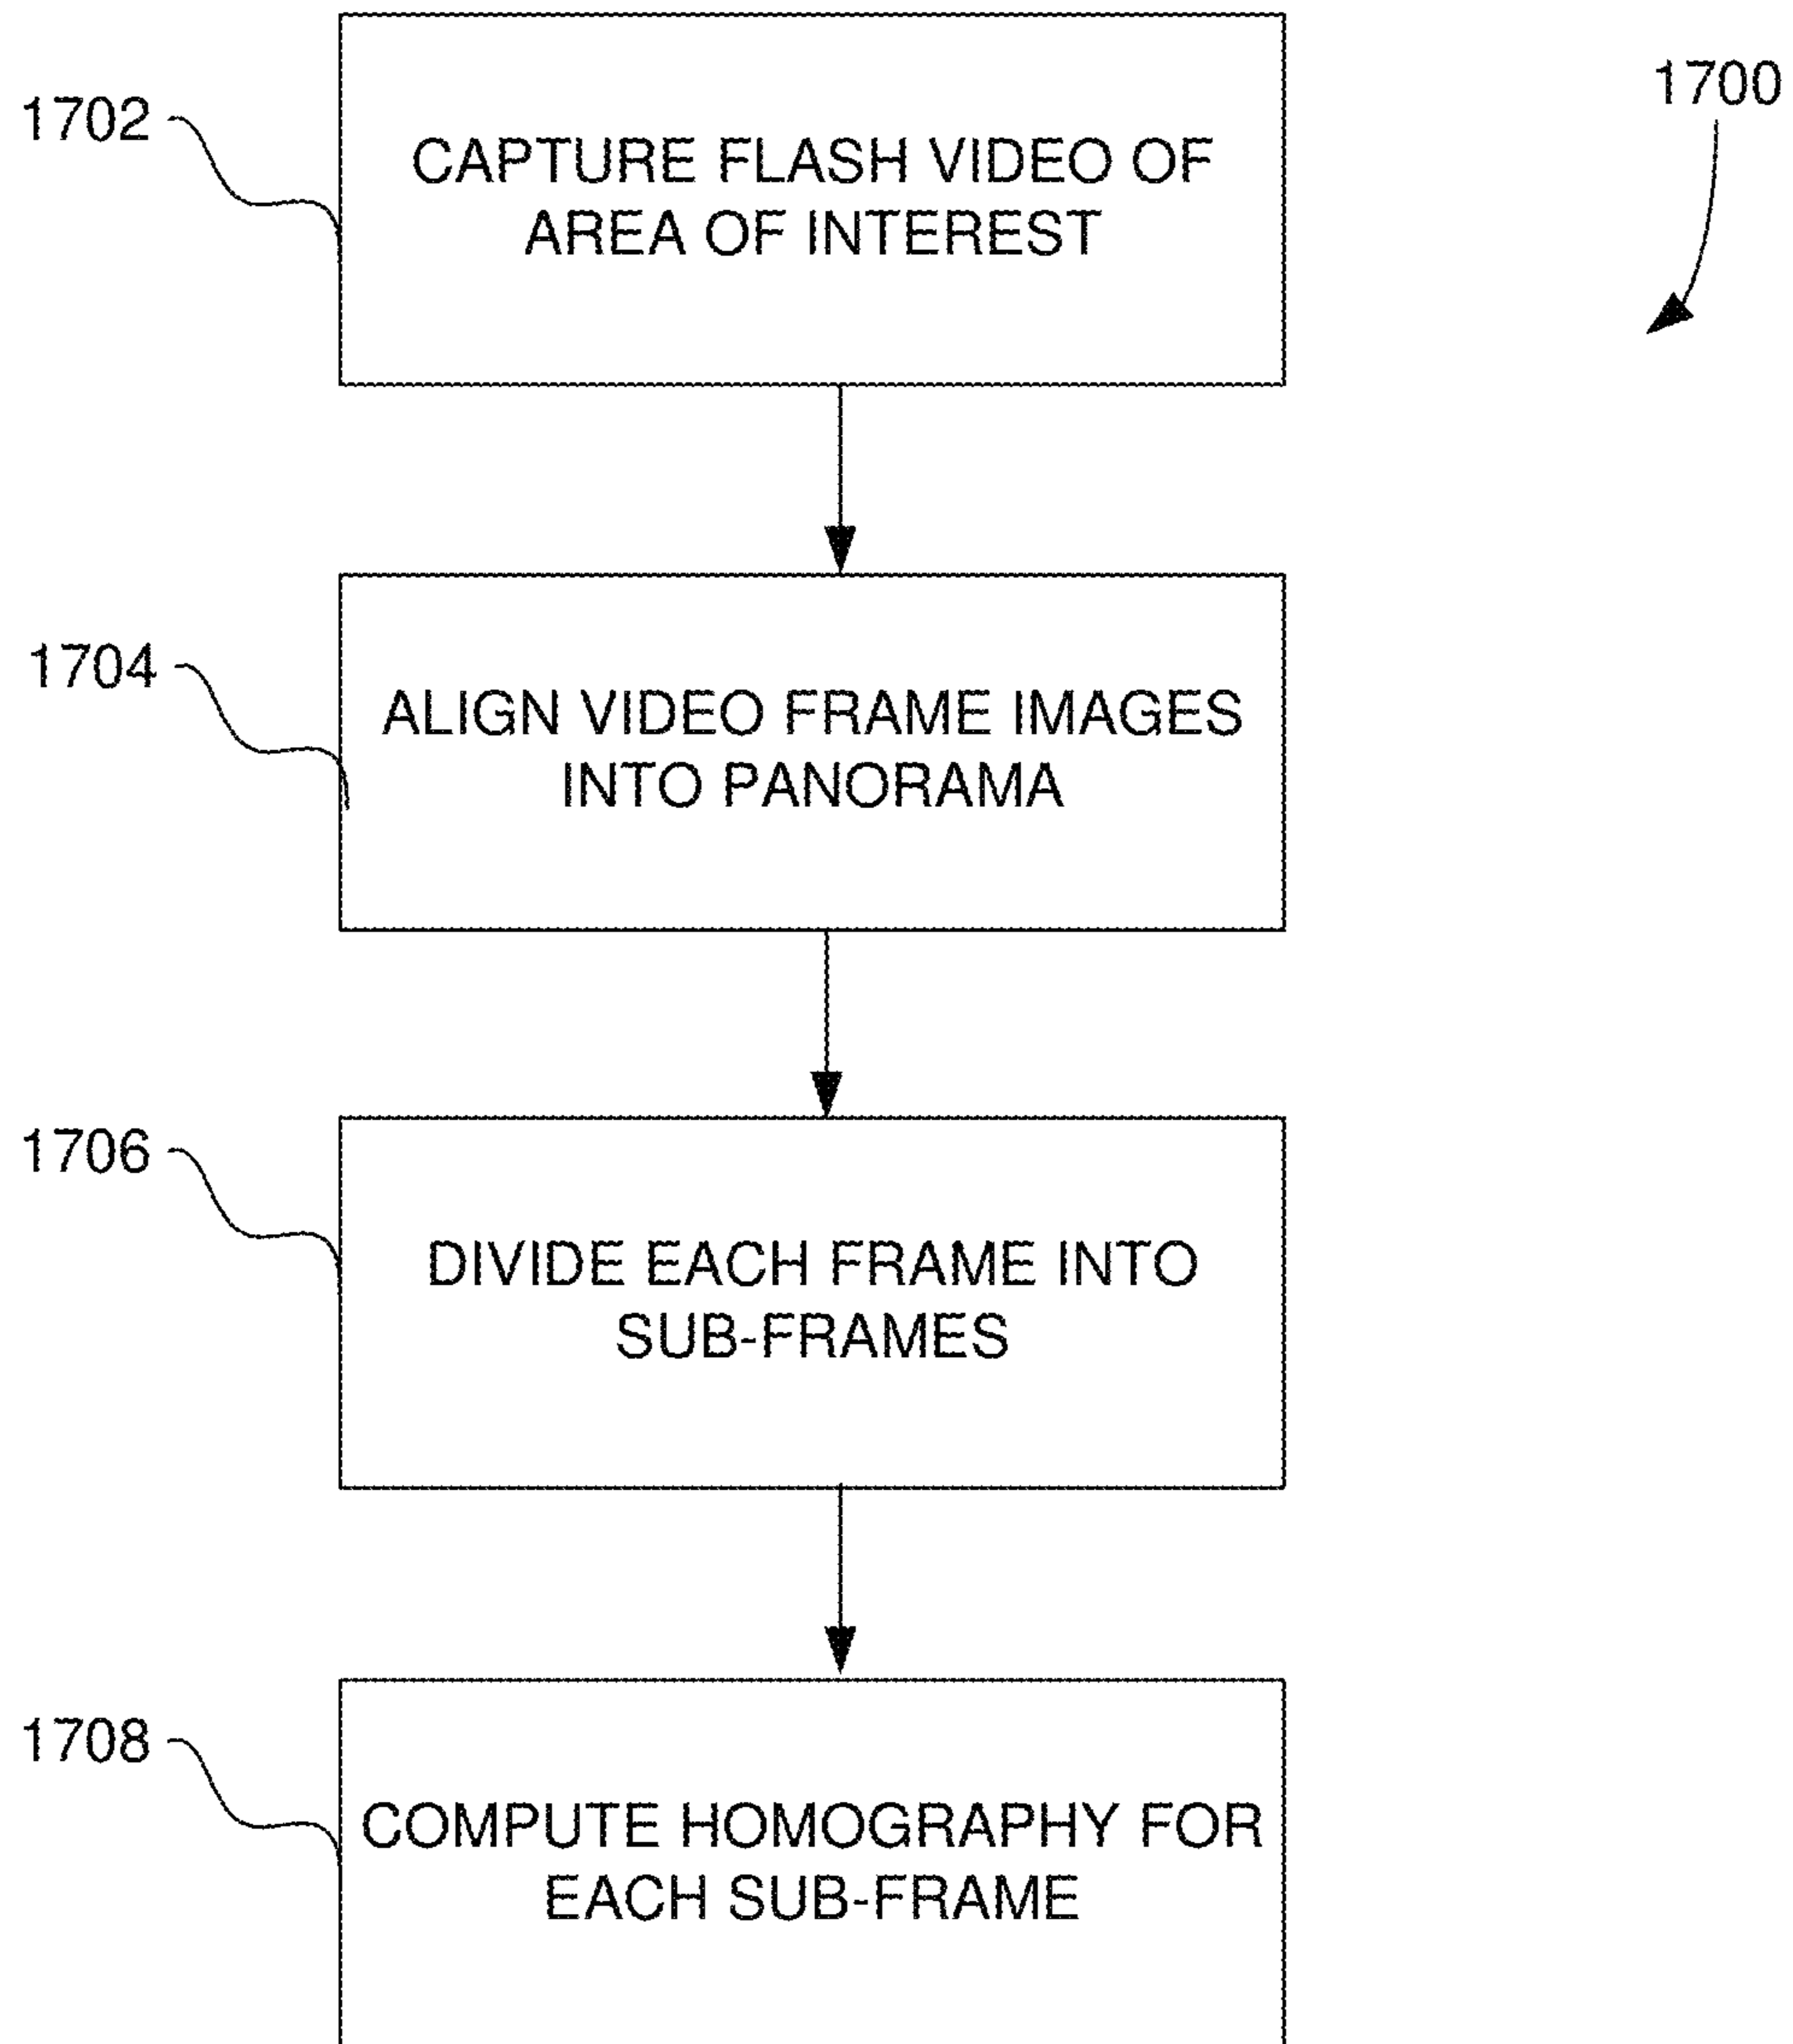 1700
1702
CAPTURE FLASH VIDEO OF
AREA OF INTEREST
1704
ALIGN VIDEO FRAME IMAGES
INTO PANORAMA
1706
DIVIDE EACH FRAME INTO
SUB-FRAMES
1708
COMPUTE HOMOGRAPHY FOR
EACH SUB-FRAME